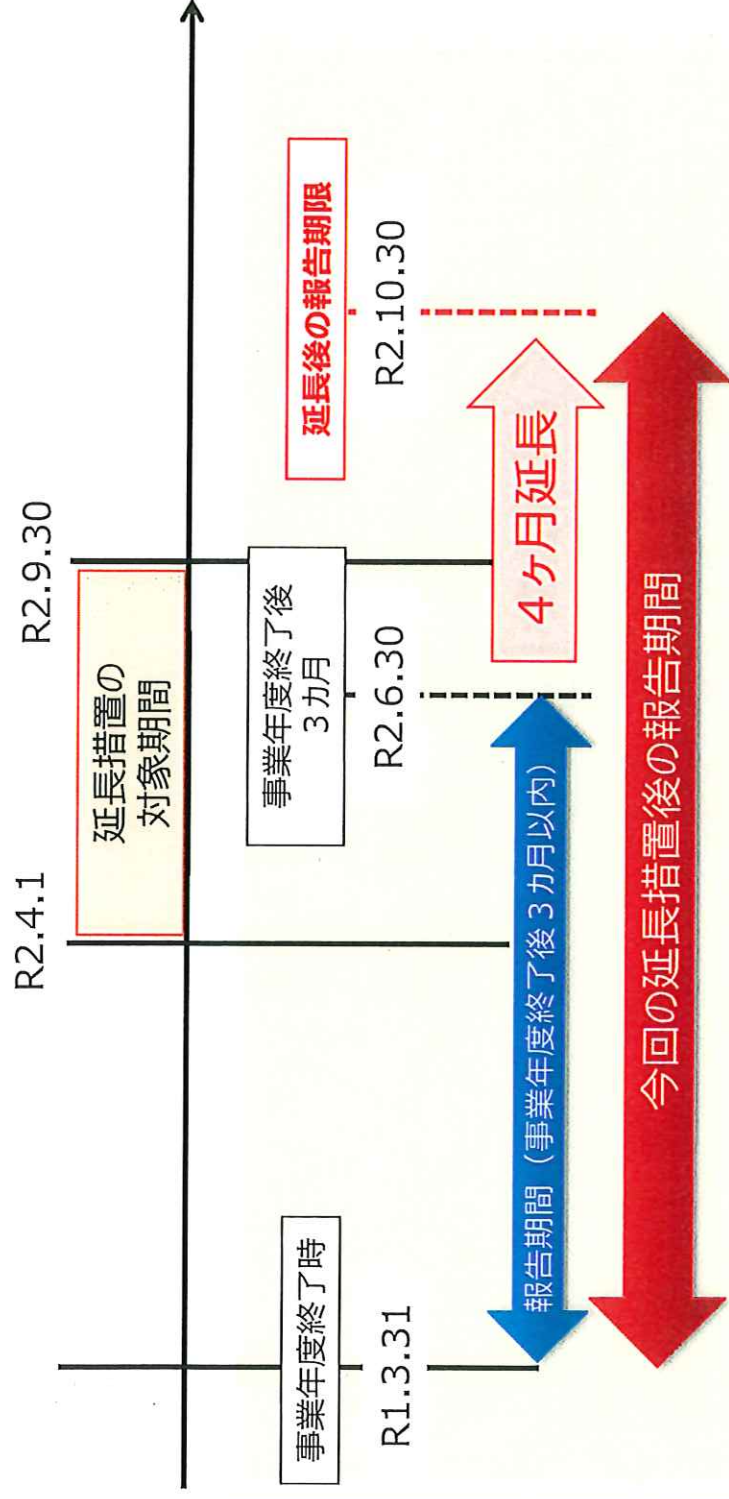 R2.4.1
R2.9.30
延長措置の
対象期間
事業年度終了時
R1.3.31
事業年度終了後
3カ月
R2.6.30
延長後の報告期限
R2.10.30
4ヶ月延長
報告期間（事業年度終了後3カ月以内）
今回の延長措置後の報告期間